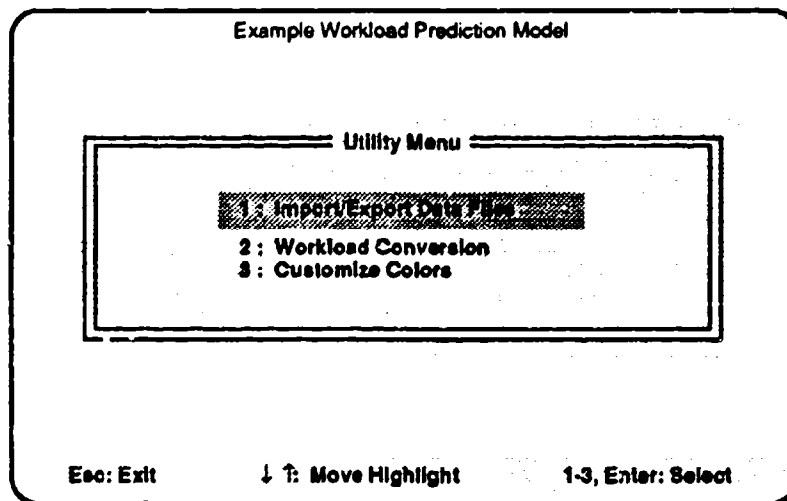 Example Workload Prediction Model
Utility Menu
1 : Import/Export Data Files
2 : Workload Conversion
3 : Customize Colors
Esc: Exit ↓ ↑: Move Highlight 1-3, Enter: Select